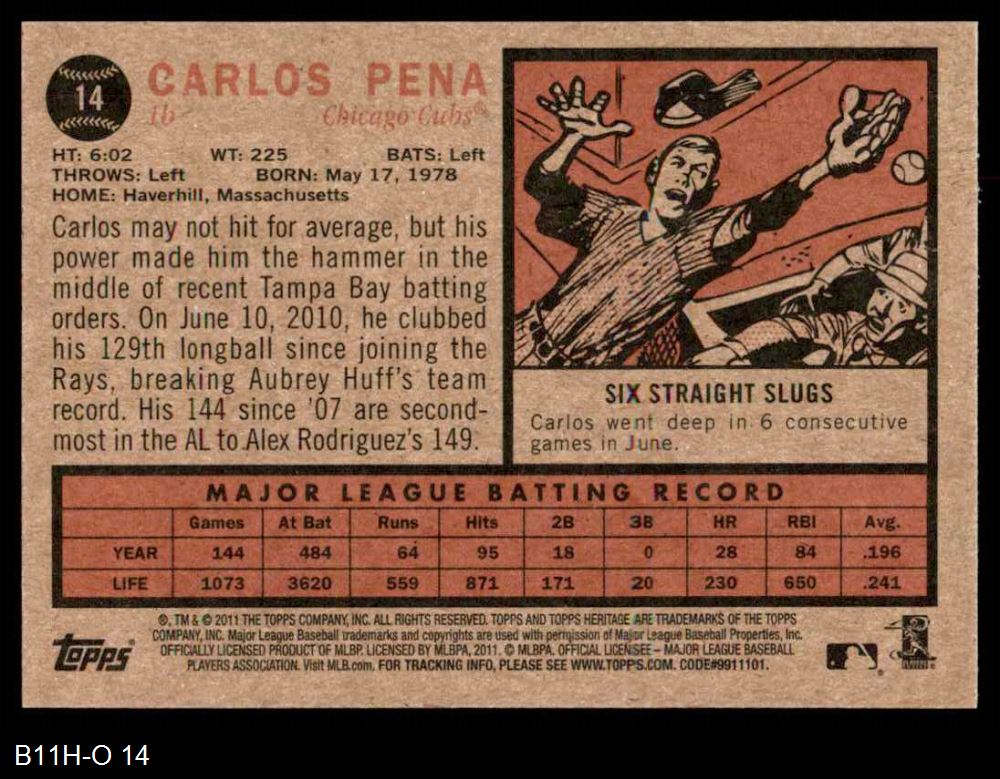 14
CARLOS PENA
1b Chicago Cubs®
HT: 6:02 WT: 225 BATS: Left
THROWS: Left BORN: May 17, 1978
HOME: Haverhill, Massachusetts
Carlos may not hit for average, but his
power made him the hammer in the
middle of recent Tampa Bay batting
orders. On June 10, 2010, he clubbed
his 129th longball since joining the
Rays, breaking Aubrey Huff's team
record. His 144 since '07 are second-
most in the AL to Alex Rodriguez's 149.
SIX STRAIGHT SLUGS
Carlos went deep in 6 consecutive
games in June.
MAJOR LEAGUE BATTING RECORD
Games At Bat Runs Hits 2B 3B HR RBI Avg.
YEAR 144 484 64 95 18 0 28 84 .196
LIFE 1073 3620 559 871 171 20 230 650 .241
®, TM & © 2011 THE TOPPS COMPANY, INC. ALL RIGHTS RESERVED. TOPPS AND TOPPS HERITAGE ARE TRADEMARKS OF THE TOPPS
COMPANY, INC. Major League Baseball trademarks and copyrights are used with permission of Major League Baseball Properties, Inc.
OFFICIALLY LICENSED PRODUCT OF MLBP. LICENSED BY MLBPA, 2011. © MLBPA. OFFICIAL LICENSEE – MAJOR LEAGUE BASEBALL
PLAYERS ASSOCIATION. Visit MLB.com. FOR TRACKING INFO, PLEASE SEE WWW.TOPPS.COM. CODE#9911101.
Topps
B11H-O 14